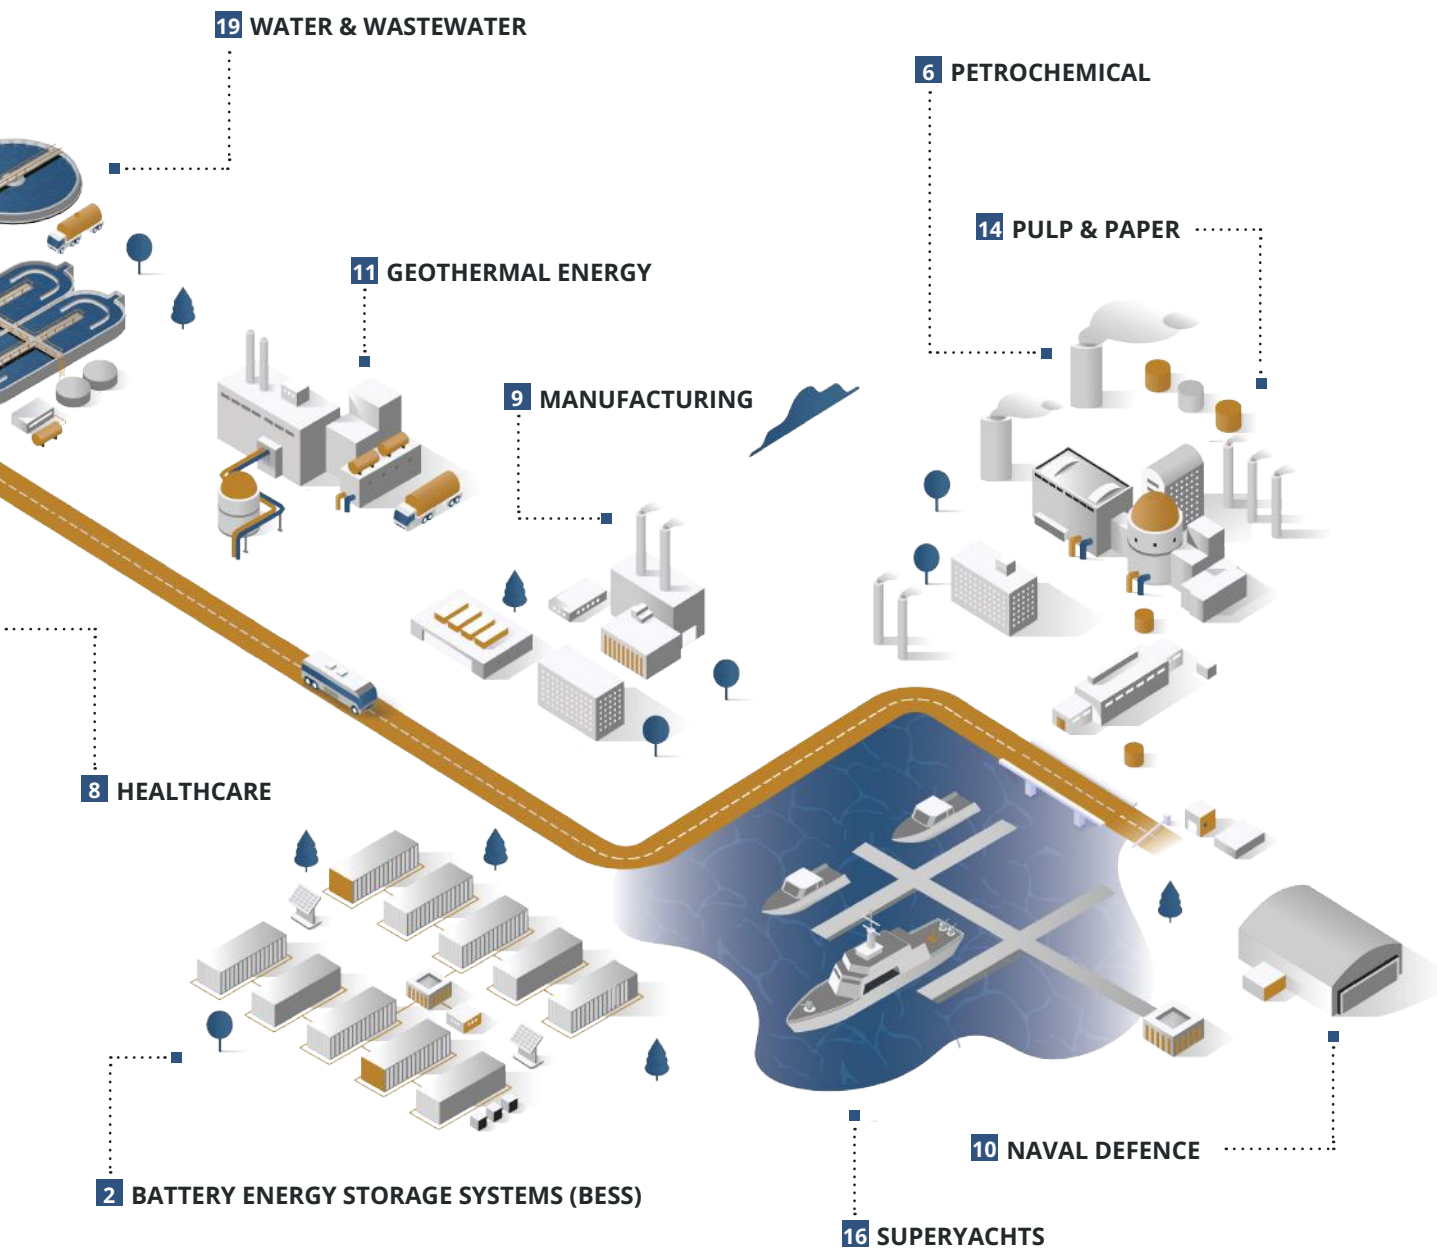 19 WATER & WASTEWATER
6 PETROCHEMICAL
14 PULP & PAPER
11 GEOTHERMAL ENERGY
9 MANUFACTURING
8 HEALTHCARE
10 NAVAL DEFENCE
2 BATTERY ENERGY STORAGE SYSTEMS (BESS)
16 SUPERYACHTS